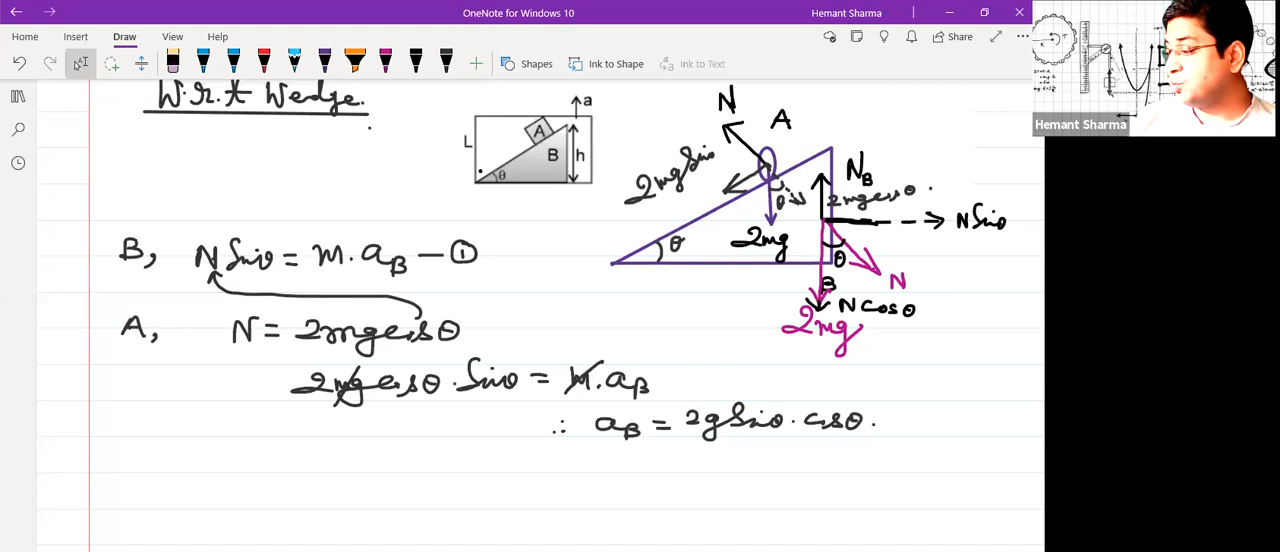 OneNote for Windows 10
Hemant Sharma
Home
Insert
Draw
View
Help
Share
Shapes
Ink to Shape
Ink to Text
W.r.t Wedge.
L
A
B
h
a
θ
N
A
2mg Sinθ
θ
2mg
θ
N_B
2mg cosθ.
N Sinθ
θ
N
B
N cosθ
2mg
B, N Sinθ = m.a_B — ①
A, N = 2mg cosθ
2mg cosθ . Sinθ = m.a_B
∴ a_B = 2g Sinθ . cosθ.
Hemant Sharma